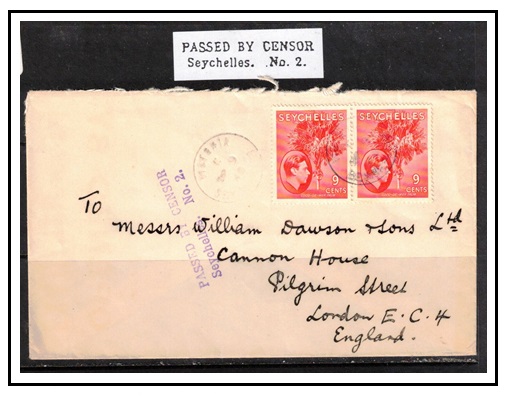 PASSED BY CENSOR
Seychelles. No. 2.
SEYCHELLES
9
CENTS
SEYCHELLES
9
CENTS
PASSED BY CENSOR
Seychelles No. 2.
To
Messrs William Dawson & Sons Ltd
Cannon House
Pilgrim Street
London E.C.4
England.